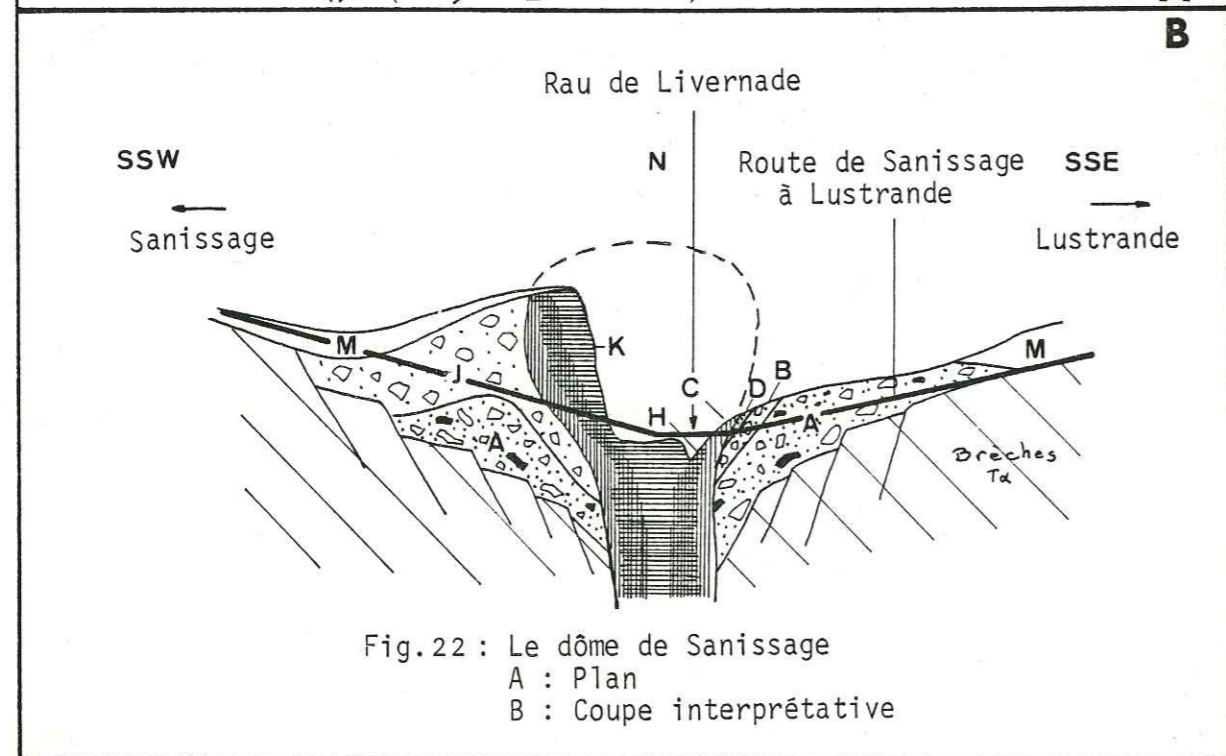 B
Rau de Livernade
SSW
N
Route de Sanissage
à Lustrande
SSE
Sanissage
Lustrande
M
J
A
K
H
C
D
B
A
M
Brèches
Tα
Fig.22 : Le dôme de Sanissage
A : Plan
B : Coupe interprétative